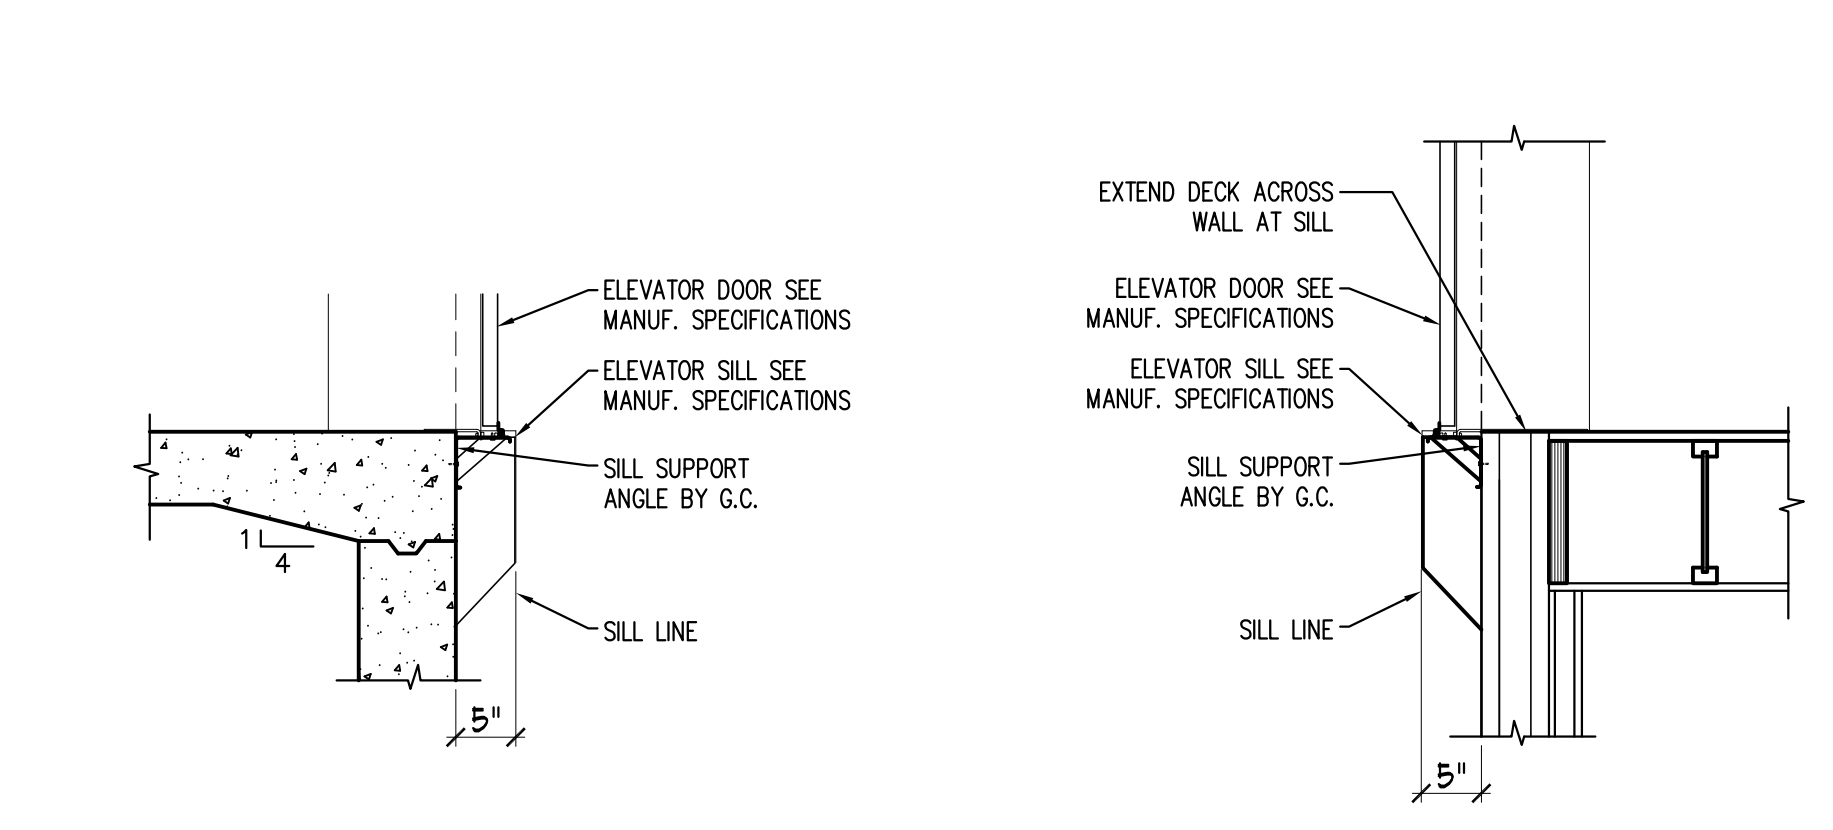 ELEVATOR DOOR SEE
MANUF. SPECIFICATIONS
ELEVATOR SILL SEE
MANUF. SPECIFICATIONS
SILL SUPPORT
ANGLE BY G.C.
1
4
SILL LINE
5"
EXTEND DECK ACROSS
WALL AT SILL
ELEVATOR DOOR SEE
MANUF. SPECIFICATIONS
ELEVATOR SILL SEE
MANUF. SPECIFICATIONS
SILL SUPPORT
ANGLE BY G.C.
SILL LINE
5"